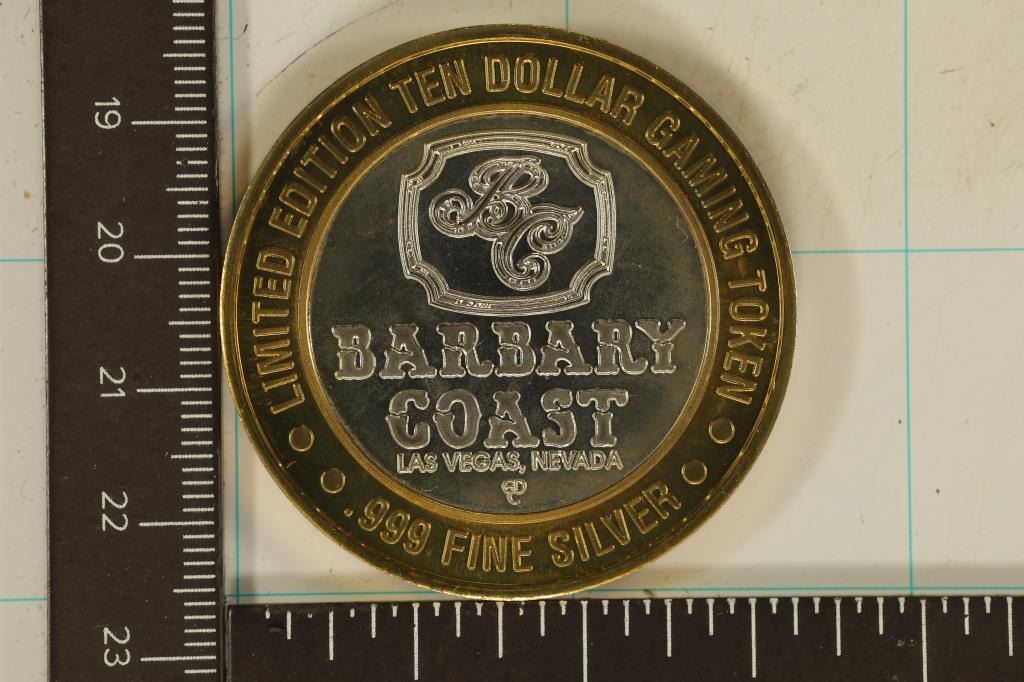 LIMITED EDITION TEN DOLLAR GAMING TOKEN
BC
BARBARY
COAST
LAS VEGAS, NEVADA
.999 FINE SILVER
19
20
21
22
23